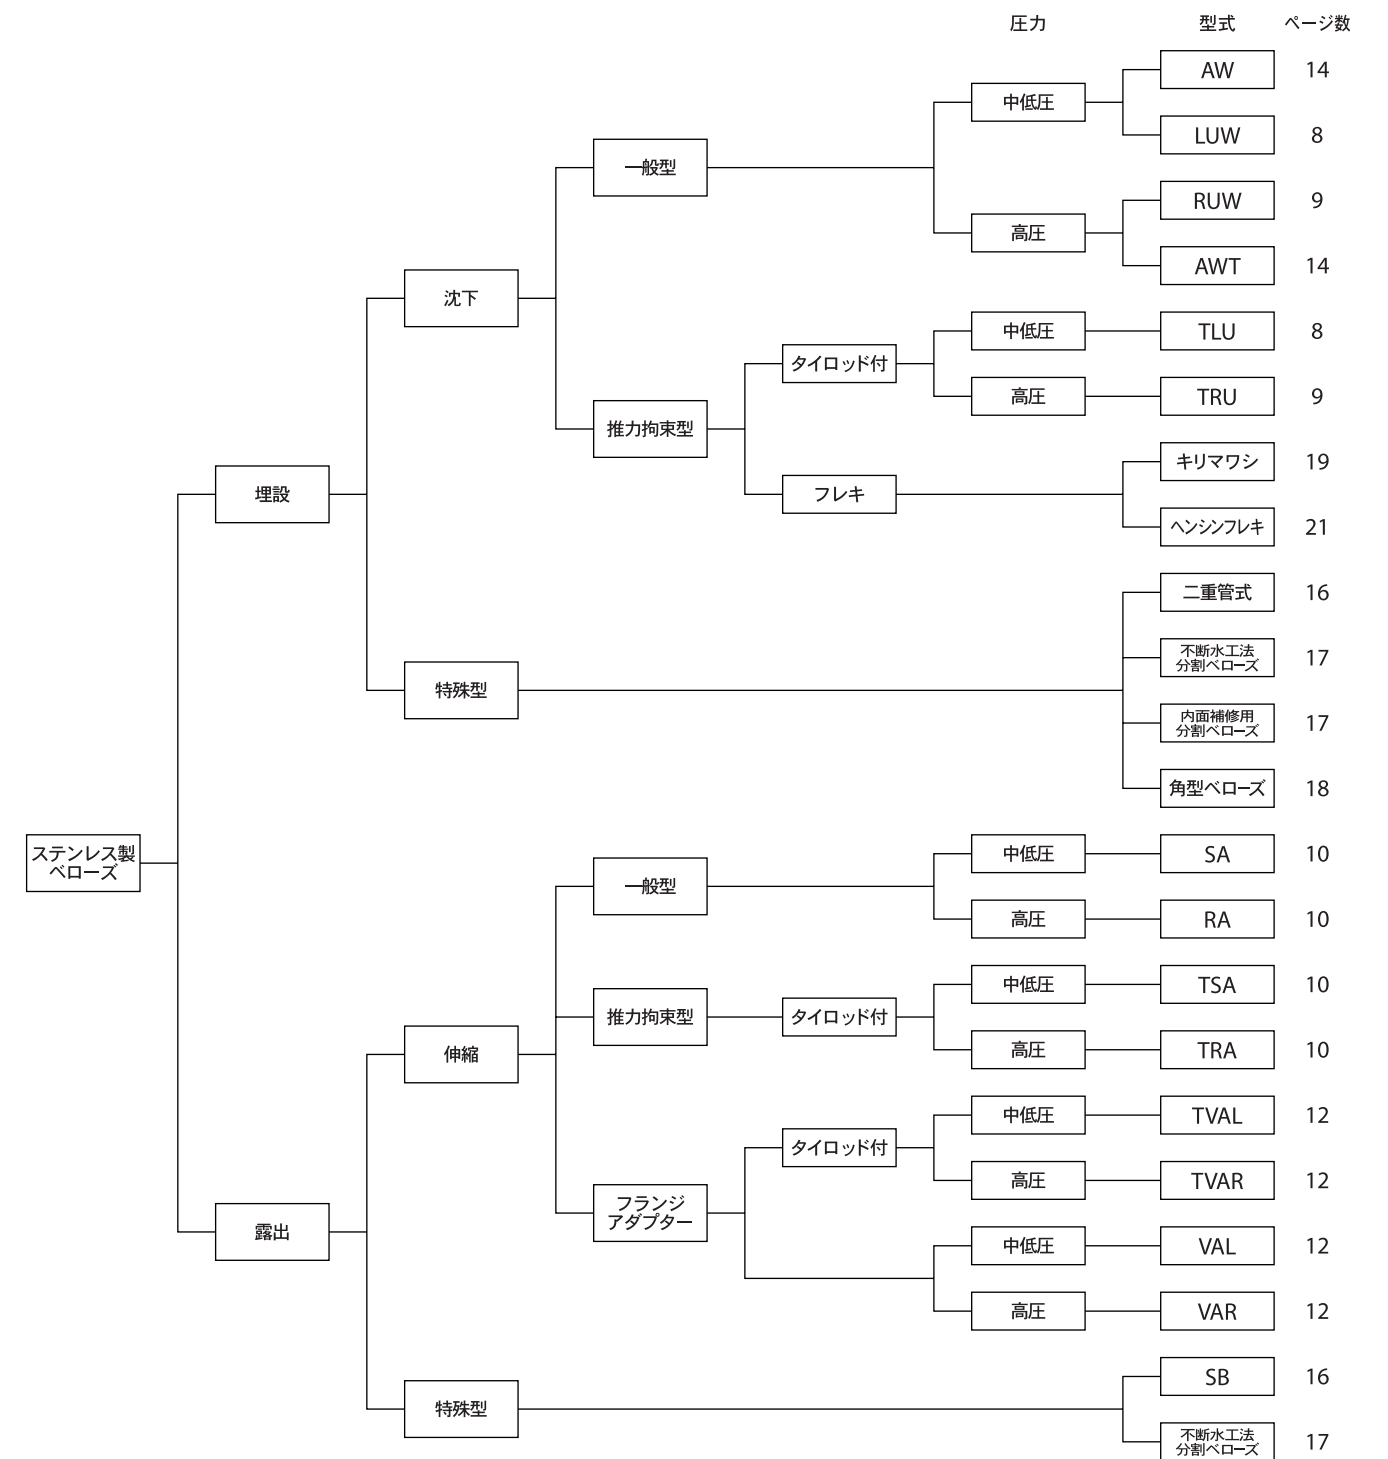 圧力 型式 ページ数
AW 14
中低圧
LUW 8
一般型
RUW 9
高圧
AWT 14
沈下
中低圧 TLU 8
タイロッド付
高圧 TRU 9
推力拘束型
キリマワシ 19
フレキ
ヘンシンフレキ 21
埋設
二重管式 16
不断水工法
分割ベローズ 17
特殊型
内面補修用
分割ベローズ 17
角型ベローズ 18
ステンレス製
ベローズ
中低圧 SA 10
一般型
高圧 RA 10
中低圧 TSA 10
推力拘束型 タイロッド付
高圧 TRA 10
伸縮
中低圧 TVAL 12
タイロッド付
高圧 TVAR 12
フランジ
アダプター
露出
中低圧 VAL 12
高圧 VAR 12
SB 16
特殊型
不断水工法
分割ベローズ 17